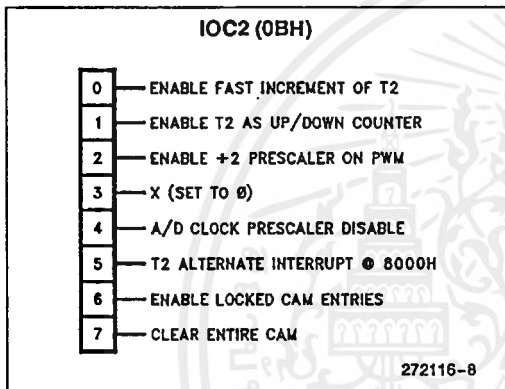 IOC2 (0BH)
0 ENABLE FAST INCREMENT OF T2
1 ENABLE T2 AS UP/DOWN COUNTER
2 ENABLE +2 PRESCALER ON PWM
3 X (SET TO 0)
4 A/D CLOCK PRESCALER DISABLE
5 T2 ALTERNATE INTERRUPT @ 8000H
6 ENABLE LOCKED CAM ENTRIES
7 CLEAR ENTIRE CAM
272116-8